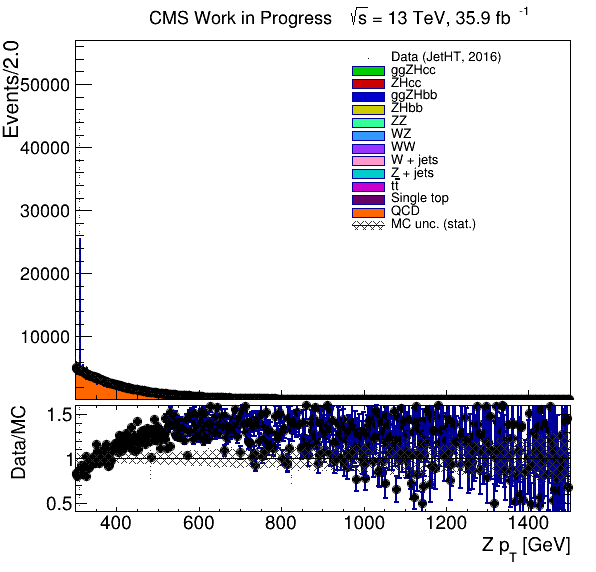 CMS Work in Progress √s = 13 TeV, 35.9 fb -1
Events/2.0
50000
40000
30000
20000
10000
Data (JetHT, 2016)
ggZHcc
ZHcc
ggZHbb
ZHbb
ZZ
WZ
WW
W + jets
Z + jets
tt̅
Single top
QCD
MC unc. (stat.)
Data/MC
1.5
1
0.5
400 600 800 1000 1200 1400
Z pT [GeV]